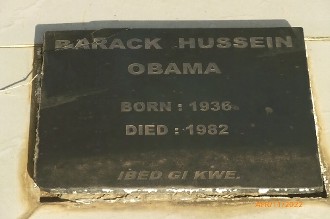 BARACK HUSSEIN
OBAMA
BORN : 1936
DIED : 1982
IBED GI KWE.